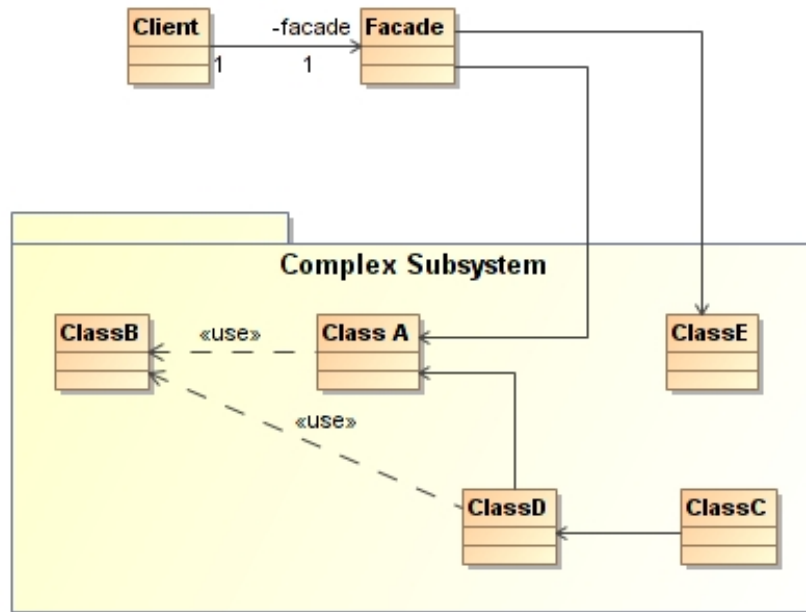 Client
-facade
Facade
1
1
Complex Subsystem
ClassB
«use»
Class A
ClassE
«use»
ClassD
ClassC